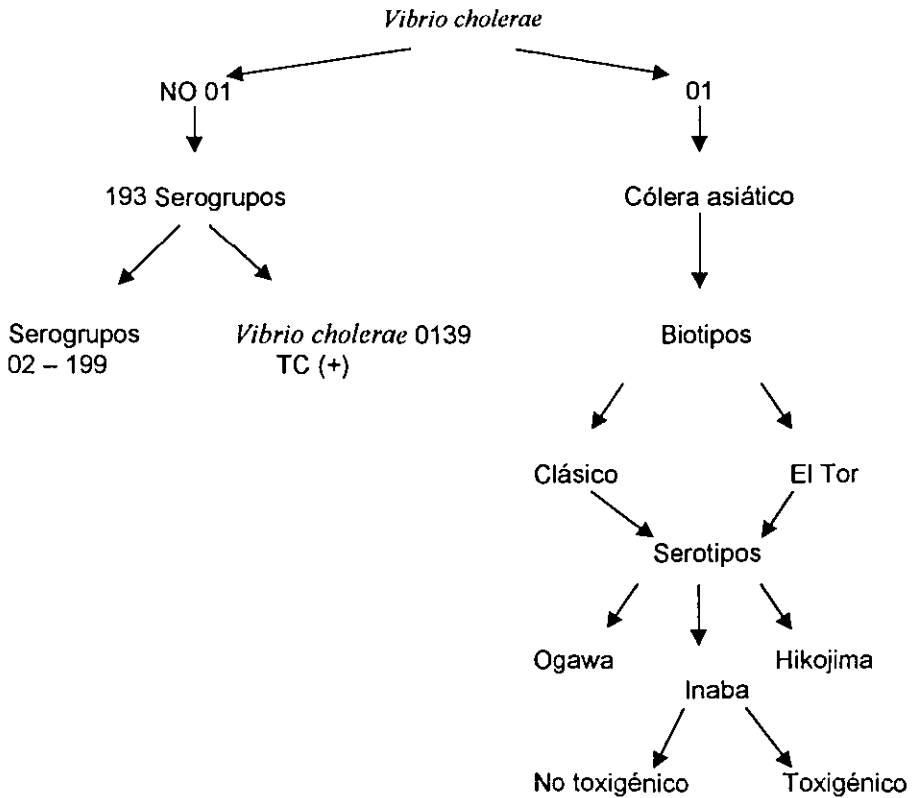 Vibrio cholerae
NO 01
01
193 Serogrupos
Cólera asiático
Serogrupos
02 – 199
Vibrio cholerae 0139
TC (+)
Biotipos
Clásico
El Tor
Serotipos
Ogawa
Hikojima
Inaba
No toxigénico
Toxigénico